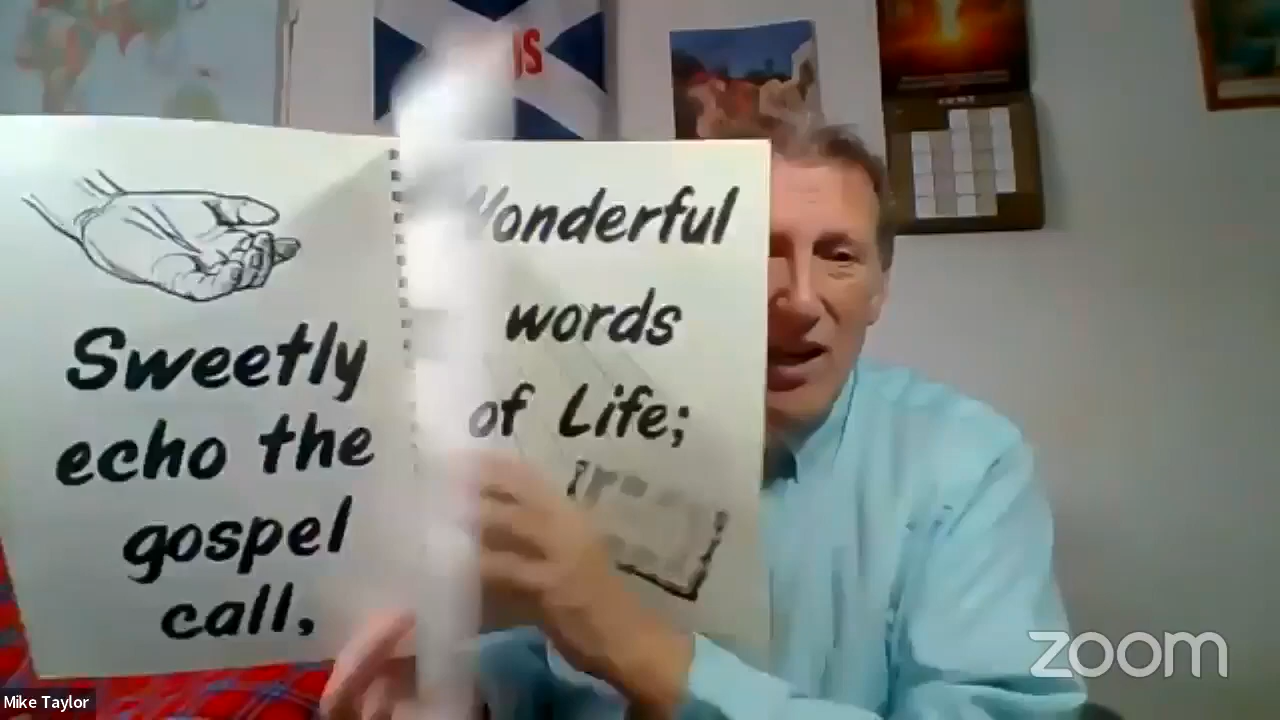 Sweetly
echo the
gospel
call,
Wonderful
words
of Life;
Mike Taylor
zoom